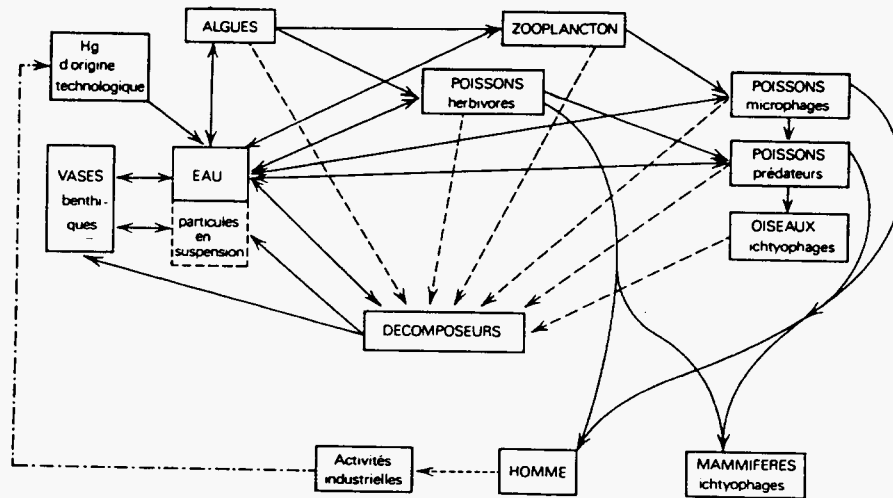 ALGUES
ZOOPLANCTON
Hg
d'origine
technologique
POISSONS
herbivores
POISSONS
microphages
VASES
benthi-
ques
EAU
particules
en
suspension
POISSONS
prédateurs
OISEAUX
ichtyophages
DECOMPOSEURS
Activités
industrielles
HOMME
MAMMIFERES
ichtyophages